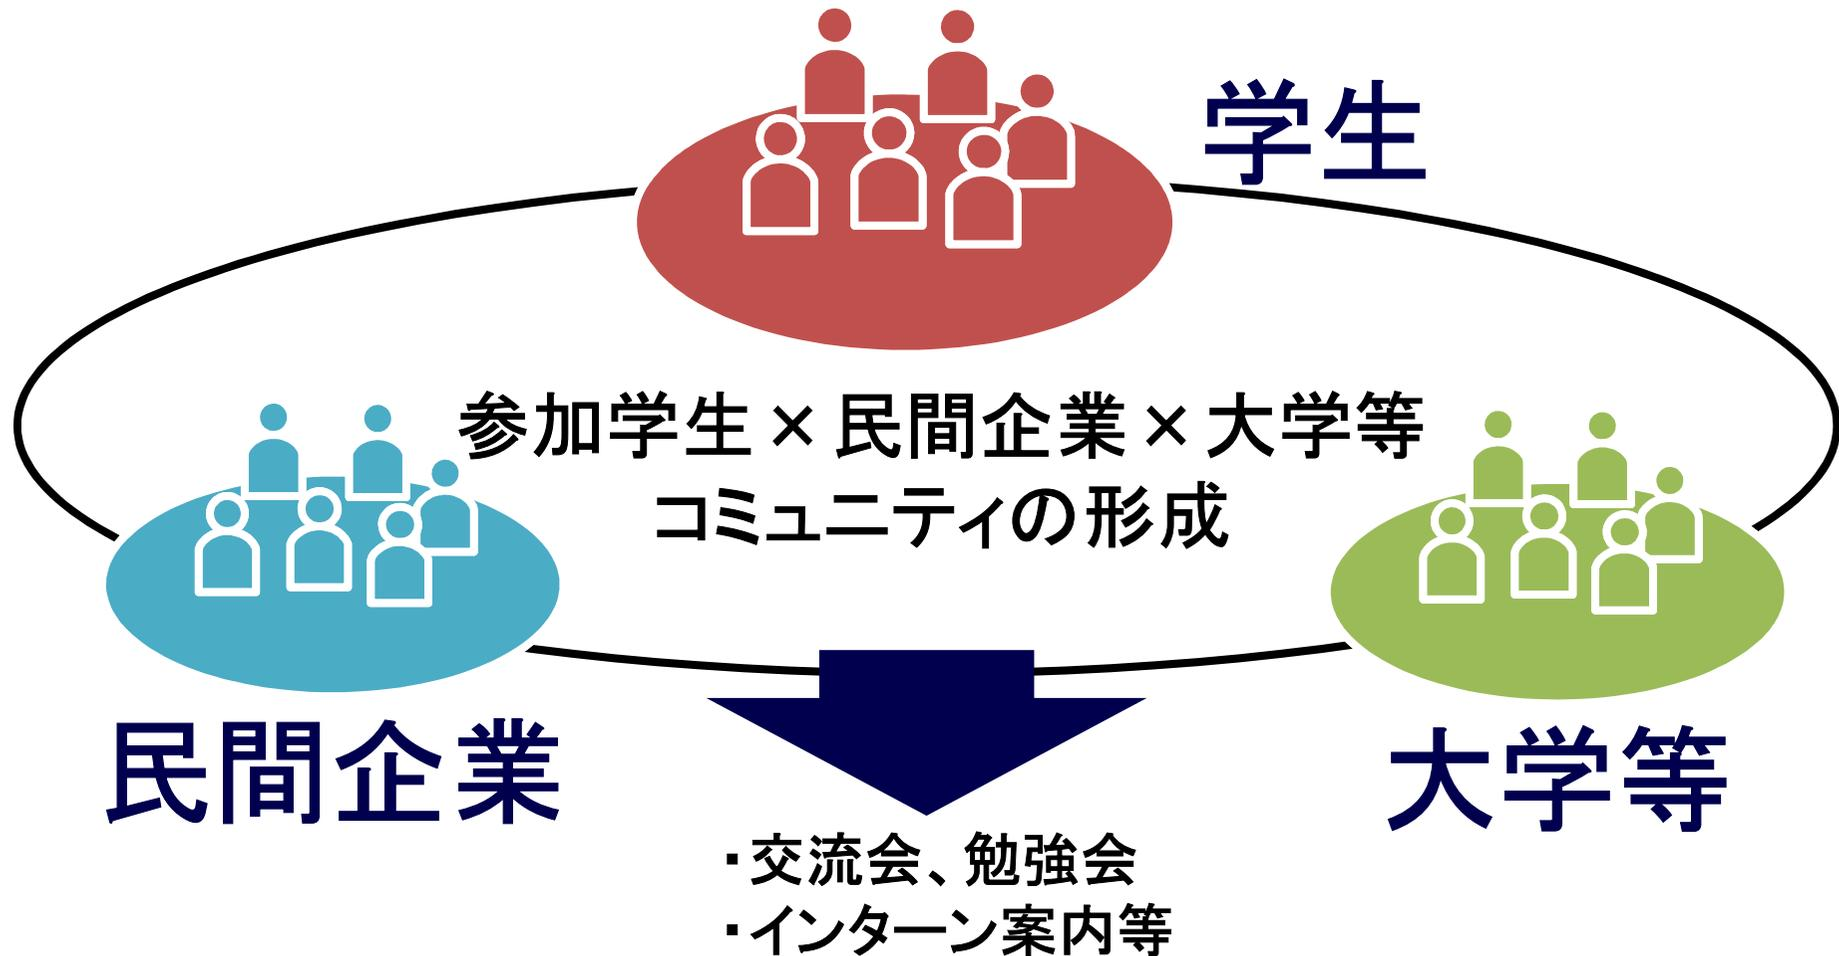 学生
参加学生×民間企業×大学等
コミュニティの形成
民間企業
大学等
・交流会、勉強会
・インターン案内等